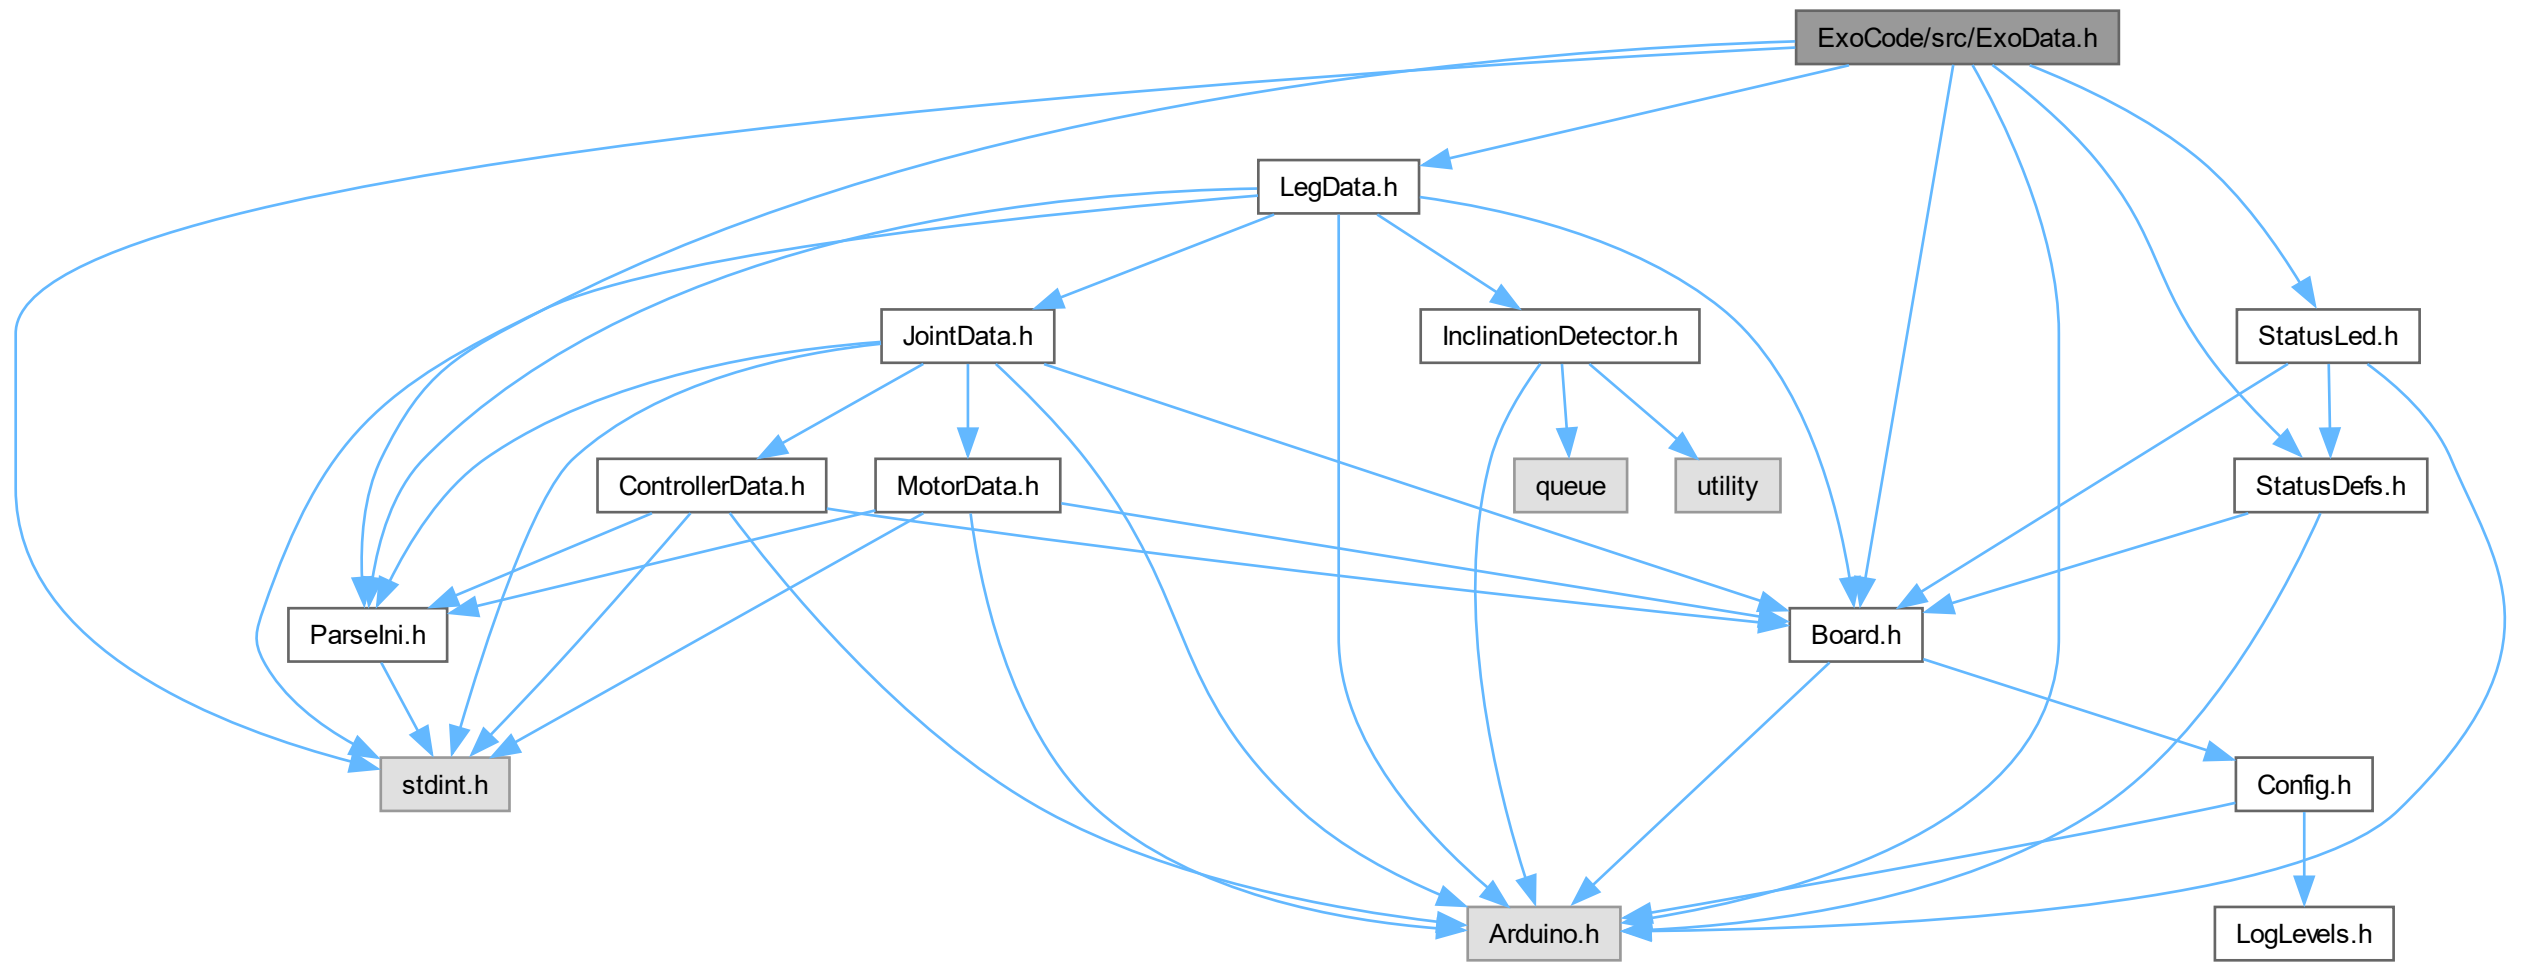 ExoCode/src/ExoData.h
LegData.h
JointData.h
InclinationDetector.h
StatusLed.h
ControllerData.h
MotorData.h
queue
utility
StatusDefs.h
ParseIni.h
Board.h
stdint.h
Config.h
Arduino.h
LogLevels.h